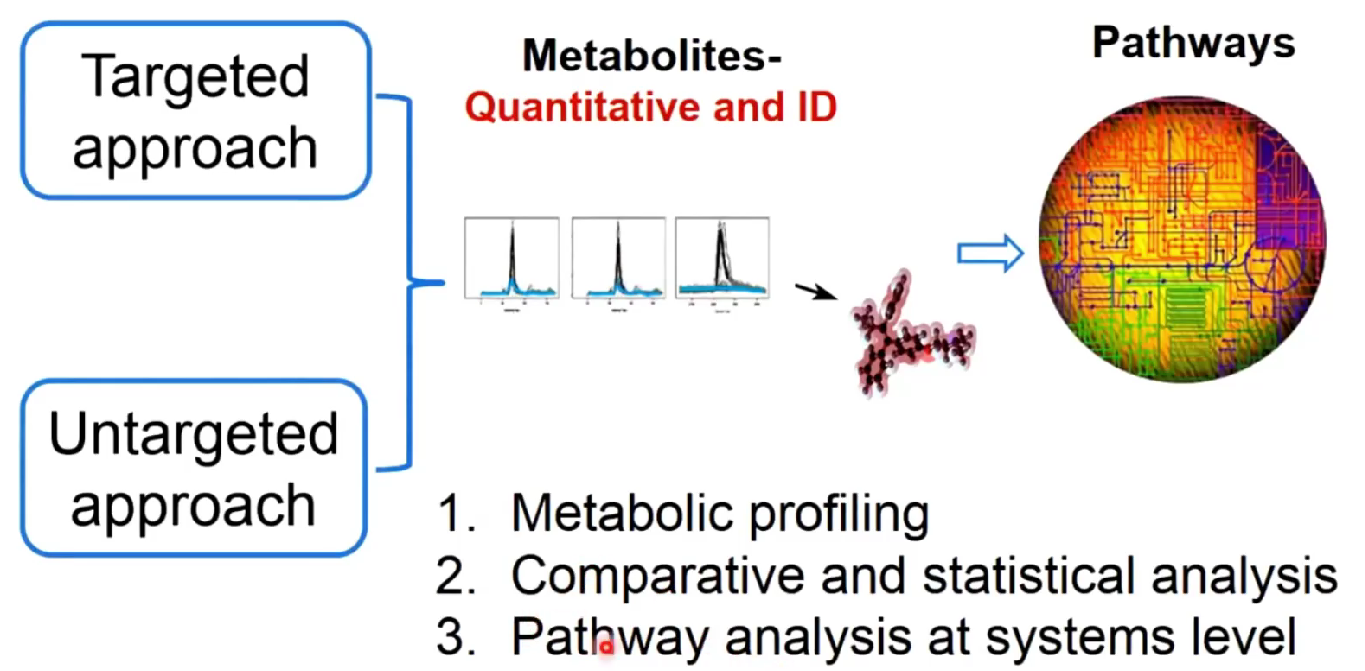 Targeted
approach
Metabolites-
Quantitative and ID
Pathways
Untargeted
approach
1. Metabolic profiling
2. Comparative and statistical analysis
3. Pathway analysis at systems level